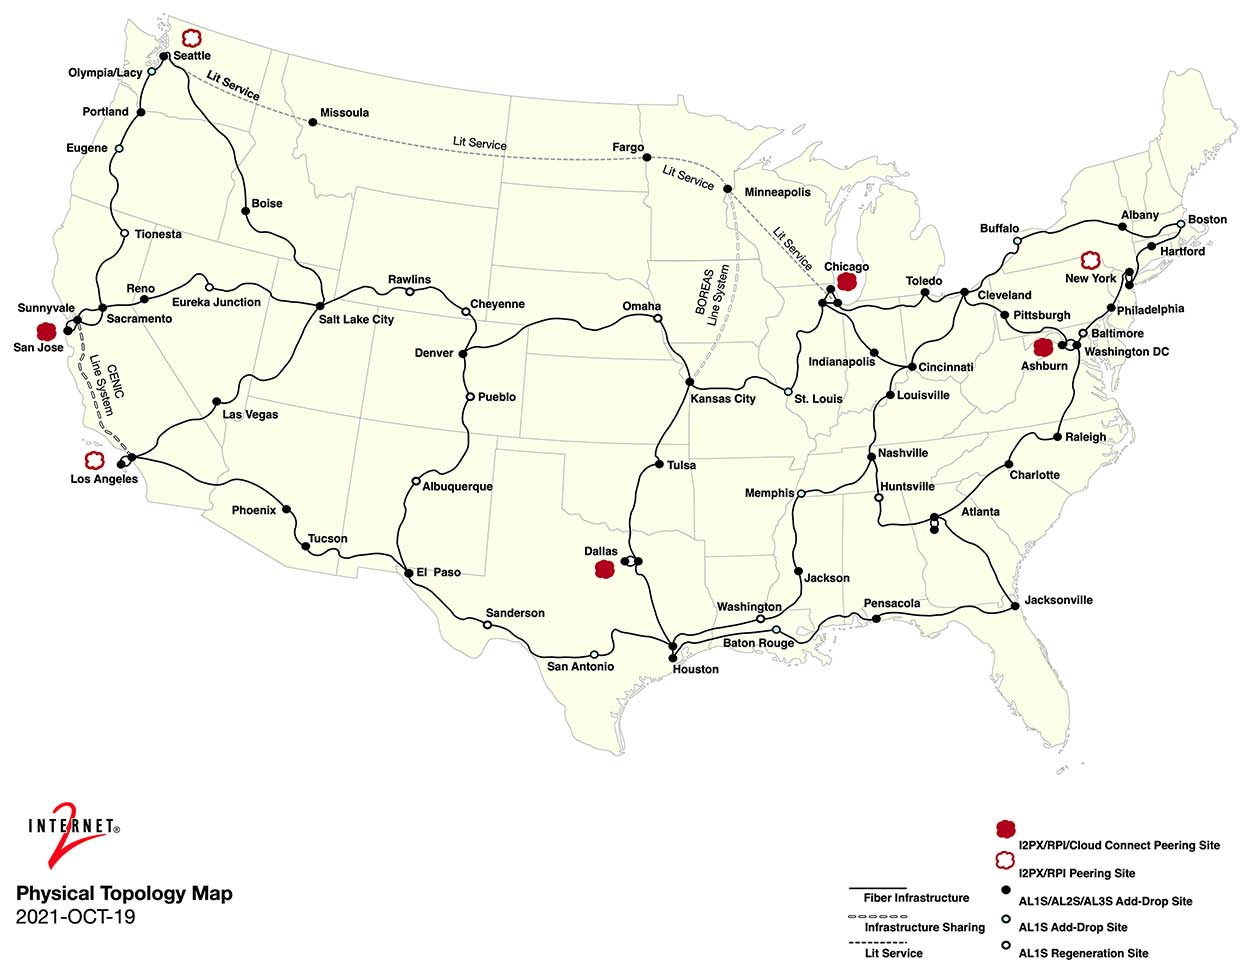 Seattle
Olympia/Lacy
Lit Service
Portland
Missoula
Eugene
Lit Service
Fargo
Lit Service
Minneapolis
Boise
Albany
Boston
Buffalo
Tionesta
Lit Service
Hartford
Chicago
Rawlins
BOREAS
Line System
Toledo
New York
Reno
Eureka Junction
Cheyenne
Omaha
Cleveland
Sunnyvale
Sacramento
Salt Lake City
Pittsburgh
Philadelphia
San Jose
Baltimore
Denver
Indianapolis
Cincinnati
Ashburn
Washington DC
CENIC
Line System
Pueblo
Kansas City
St. Louis
Louisville
Las Vegas
Raleigh
Nashville
Tulsa
Charlotte
Los Angeles
Albuquerque
Memphis
Huntsville
Phoenix
Atlanta
Tucson
Dallas
El Paso
Jackson
Sanderson
Washington
Pensacola
Jacksonville
Baton Rouge
San Antonio
Houston
INTERNET2®
Physical Topology Map
2021-OCT-19
I2PX/RPI/Cloud Connect Peering Site
I2PX/RPI Peering Site
Fiber Infrastructure
AL1S/AL2S/AL3S Add-Drop Site
Infrastructure Sharing
AL1S Add-Drop Site
Lit Service
AL1S Regeneration Site